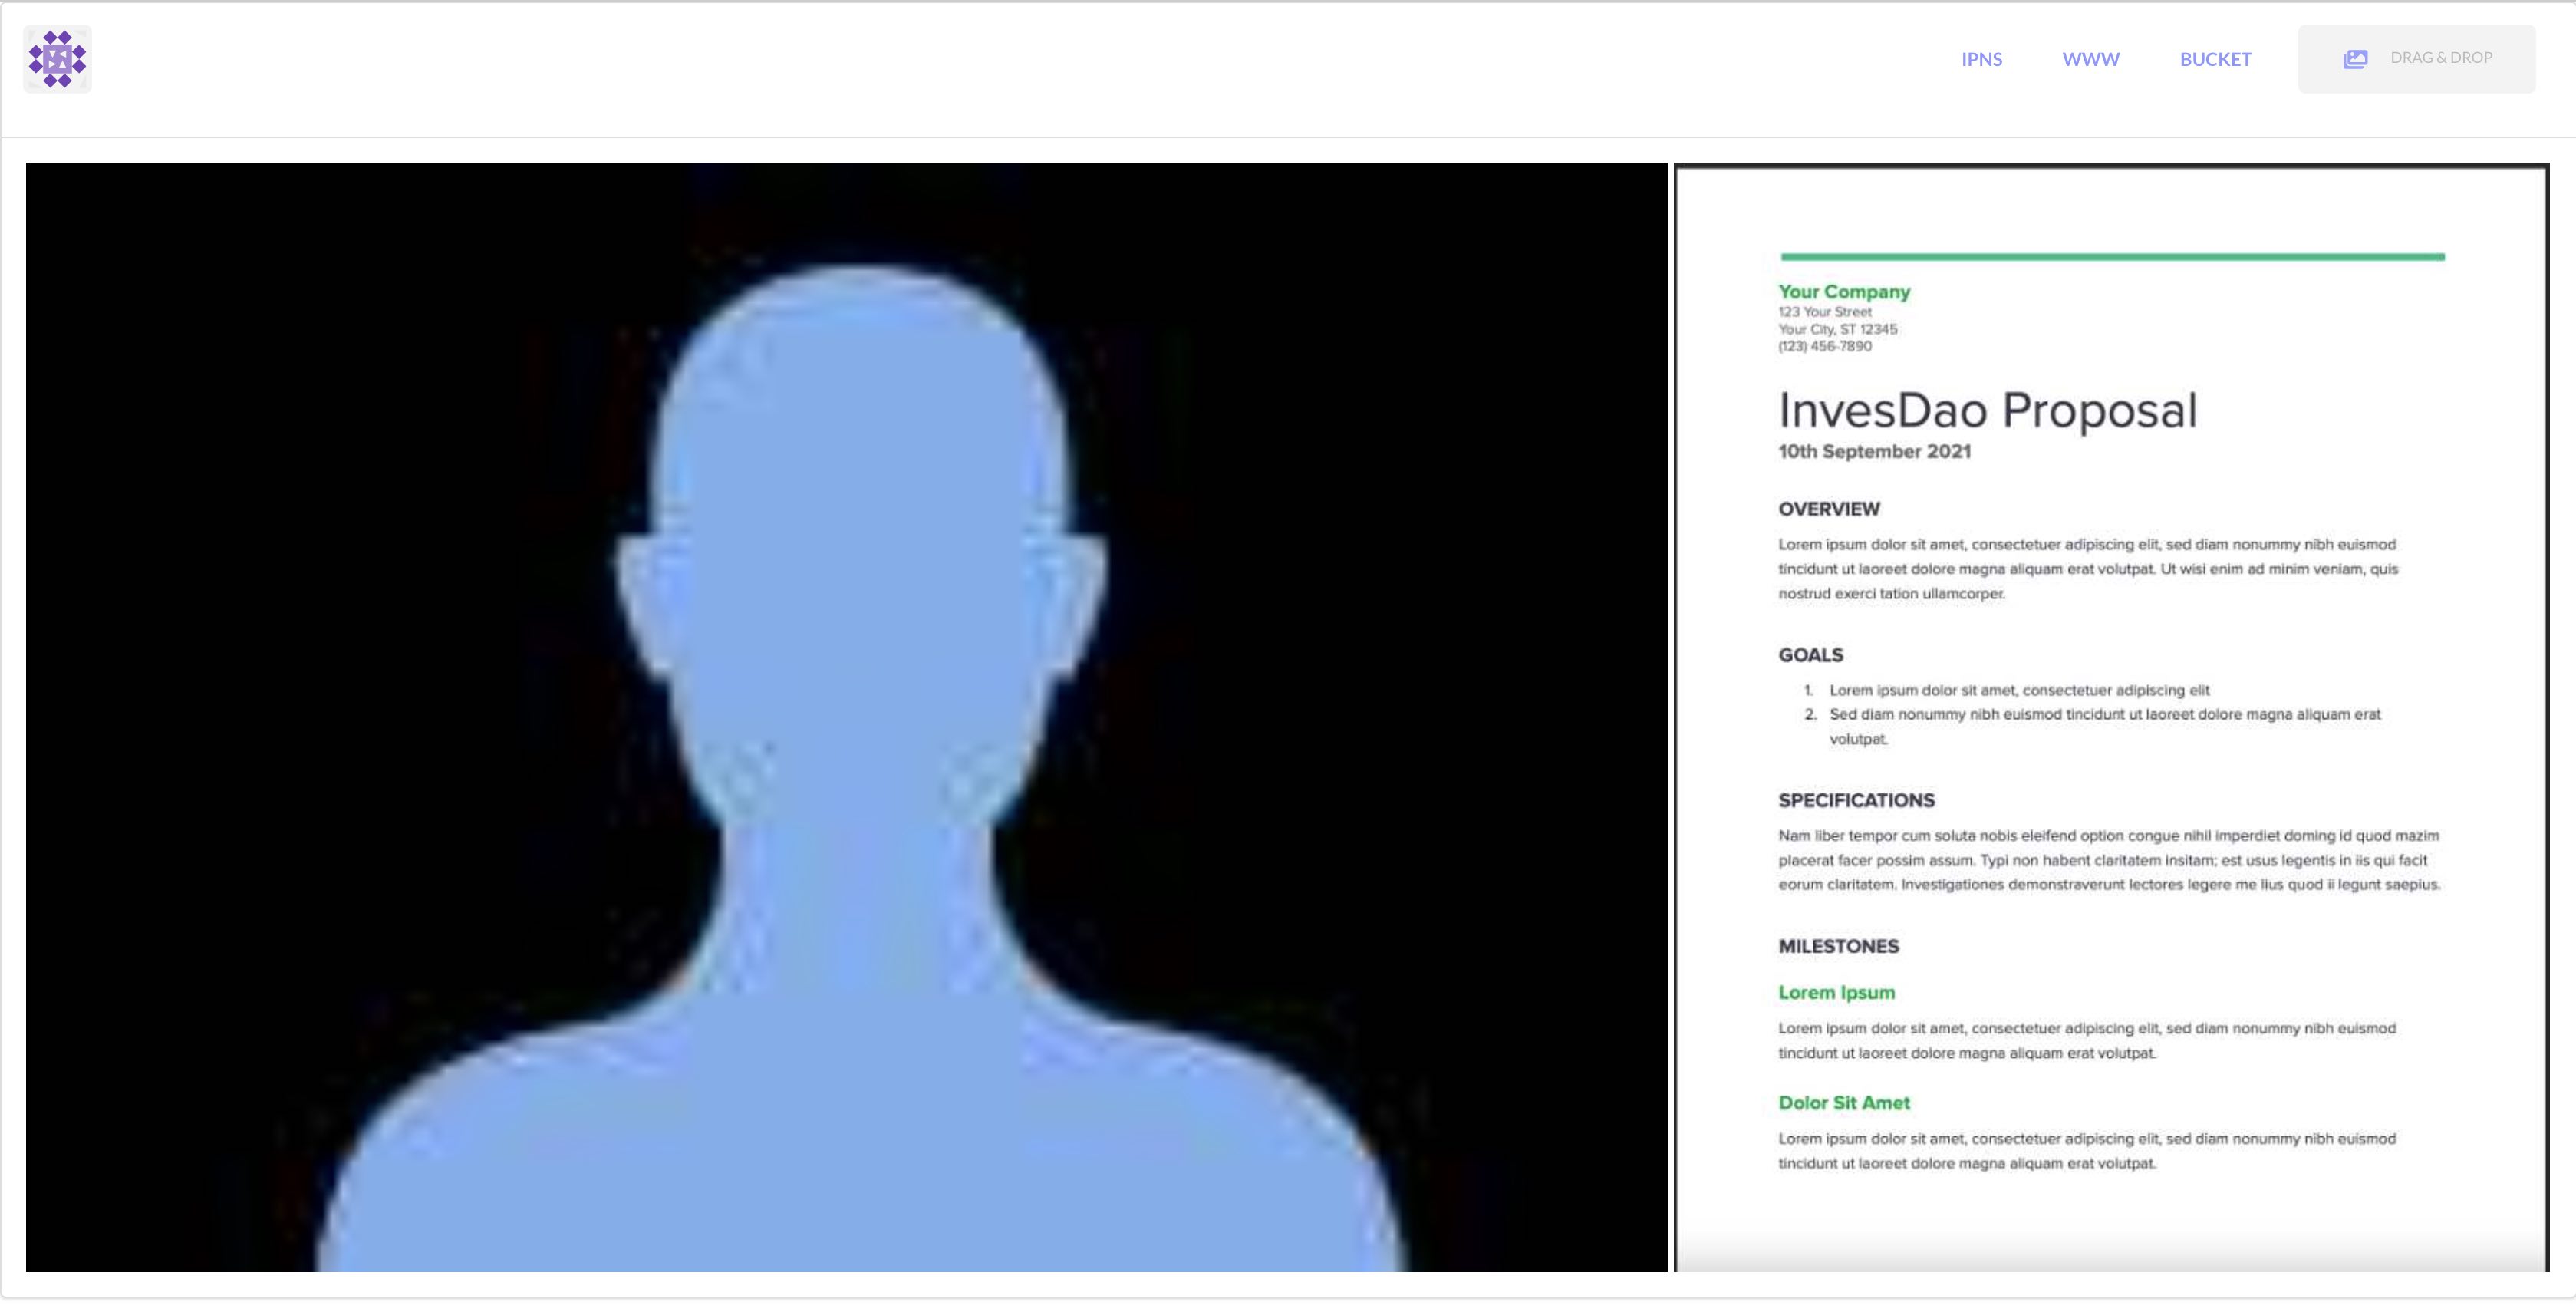 IPNS WWW BUCKET DRAG & DROP
Your Company
123 Your Street
Your City, ST 12345
(123) 456-7890
InvesDao Proposal
10th September 2021
OVERVIEW
Lorem ipsum dolor sit amet, consectetuer adipiscing elit, sed diam nonummy nibh euismod
tincidunt ut laoreet dolore magna aliquam erat volutpat. Ut wisi enim ad minim veniam, quis
nostrud exerci tation ullamcorper.
GOALS
1. Lorem ipsum dolor sit amet, consectetuer adipiscing elit
2. Sed diam nonummy nibh euismod tincidunt ut laoreet dolore magna aliquam erat
volutpat.
SPECIFICATIONS
Nam liber tempor cum soluta nobis eleifend option congue nihil imperdiet doming id quod mazim
placerat facer possim assum. Typi non habent claritatem insitam; est usus legentis in iis qui facit
eorum claritatem. Investigationes demonstraverunt lectores legere me lius quod ii legunt saepius.
MILESTONES
Lorem Ipsum
Lorem ipsum dolor sit amet, consectetuer adipiscing elit, sed diam nonummy nibh euismod
tincidunt ut laoreet dolore magna aliquam erat volutpat.
Dolor Sit Amet
Lorem ipsum dolor sit amet, consectetuer adipiscing elit, sed diam nonummy nibh euismod
tincidunt ut laoreet dolore magna aliquam erat volutpat.